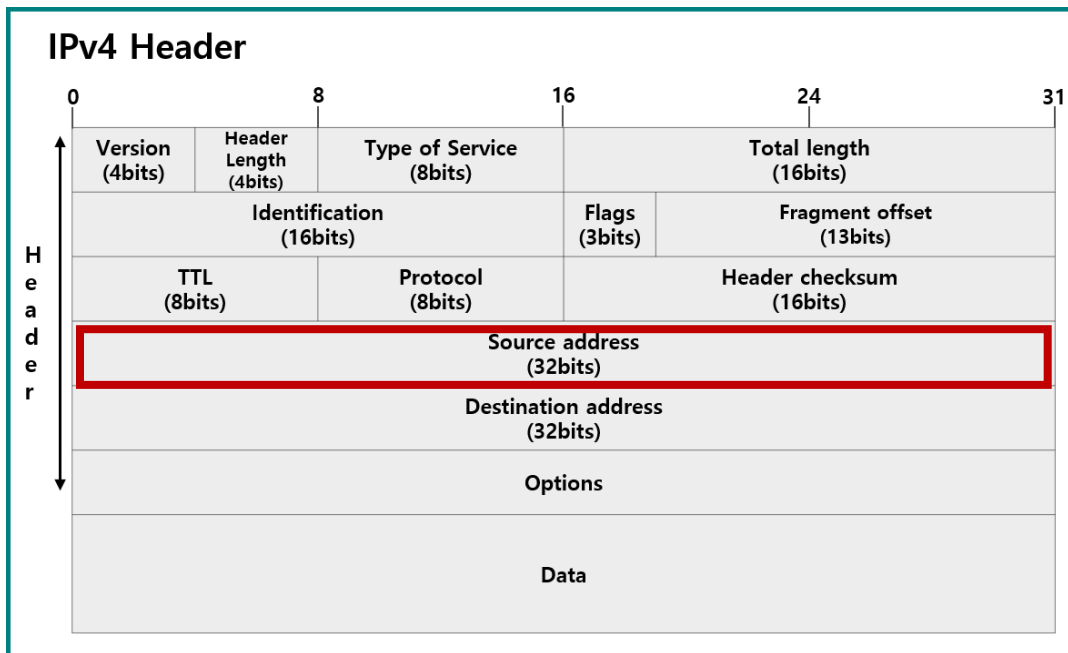 IPv4 Header
0 8 16 24 31
Version
(4bits)
Header
Length
(4bits)
Type of Service
(8bits)
Total length
(16bits)
Identification
(16bits)
Flags
(3bits)
Fragment offset
(13bits)
TTL
(8bits)
Protocol
(8bits)
Header checksum
(16bits)
Source address
(32bits)
Destination address
(32bits)
Options
Data
H
e
a
d
e
r